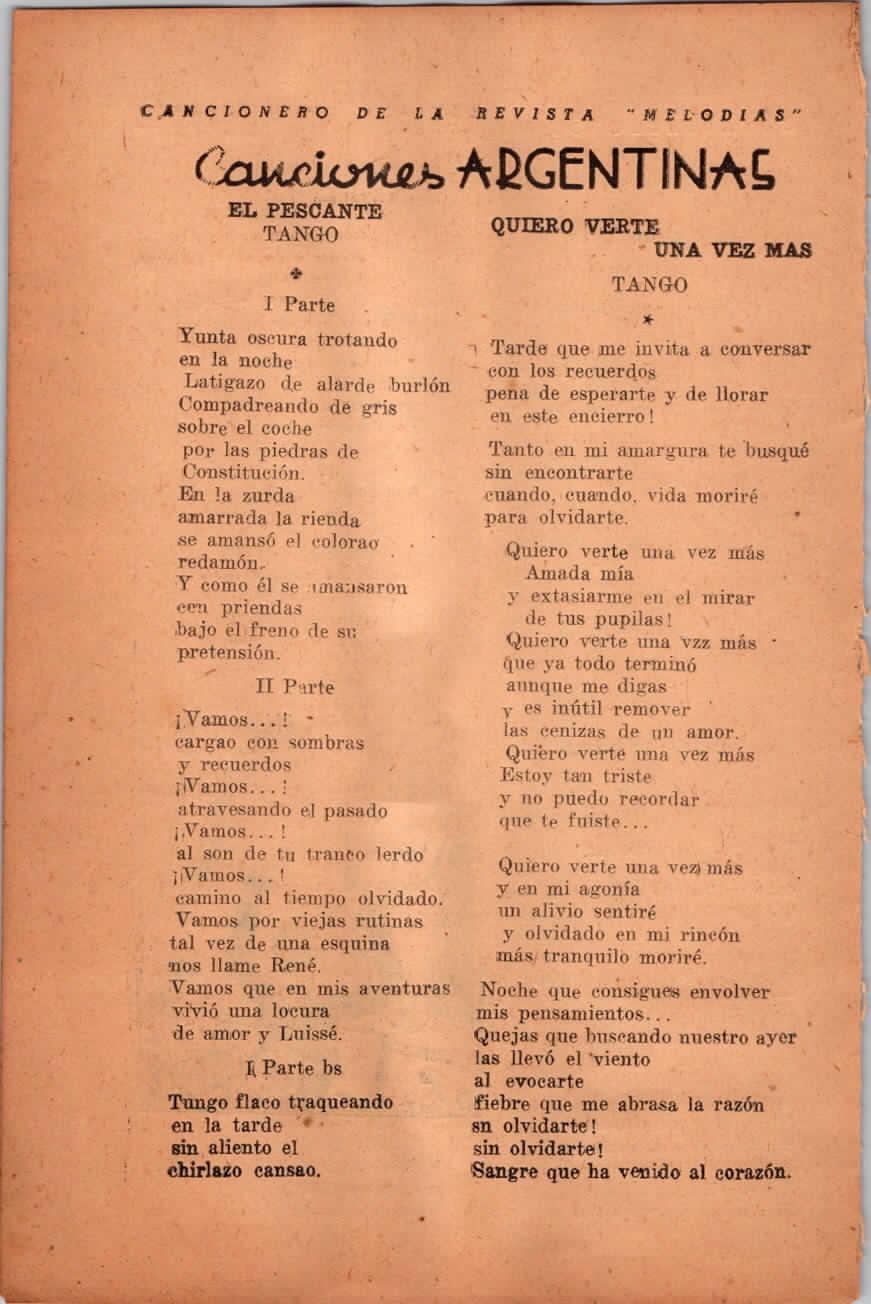 CANCIONERO DE LA REVISTA "MELODIAS"
Canciones ARGENTINAS
EL PESCANTE
TANGO
I Parte
Yunta oscura trotando
en la noche
Latigazo de alarde burlón
Compadreando de gris
sobre el coche
por las piedras de
Constitución.
En la zurda
amarrada la rienda
se amansó el colorao
redamón.
Y como él se amansaron
cen priendas
bajo el freno de su
pretensión.
II Parte
¡Vamos...!
cargao con sombras
y recuerdos
¡Vamos...!
atravesando el pasado
¡Vamos...!
al son de tu tranco lerdo
¡Vamos...!
camino al tiempo olvidado.
Vamos por viejas rutinas
tal vez de una esquina
nos llame René.
Vamos que en mis aventuras
vivió una locura
de amor y Luissé.
I Parte bs
Tungo flaco traqueando
en la tarde
sin aliento el
chirlazo cansao.
QUIERO VERTE
UNA VEZ MAS
TANGO
Tarde que me invita a conversar
con los recuerdos
pena de esperarte y de llorar
en este encierro!
Tanto en mi amargura te busqué
sin encontrarte
cuando, cuando, vida moriré
para olvidarte.
Quiero verte una vez más
Amada mía
y extasiarme en el mirar
de tus pupilas!
Quiero verte una vzz más
que ya todo terminó
aunque me digas
y es inútil remover
las cenizas de un amor.
Quiero verte una vez más
Estoy tan triste
y no puedo recordar
que te fuiste...
Quiero verte una vez más
y en mi agonía
un alivio sentiré
y olvidado en mi rincón
más tranquilo moriré.
Noche que consigues envolver
mis pensamientos...
Quejas que buscando nuestro ayer
las llevó el viento
al evocarte
fiebre que me abrasa la razón
sn olvidarte!
sin olvidarte!
Sangre que ha venido al corazón.